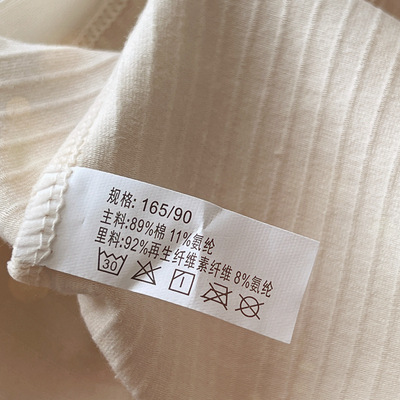 规格: 165/90
主料:89%棉 11%氨纶
里料:92%再生纤维素纤维 8%氨纶
30 1